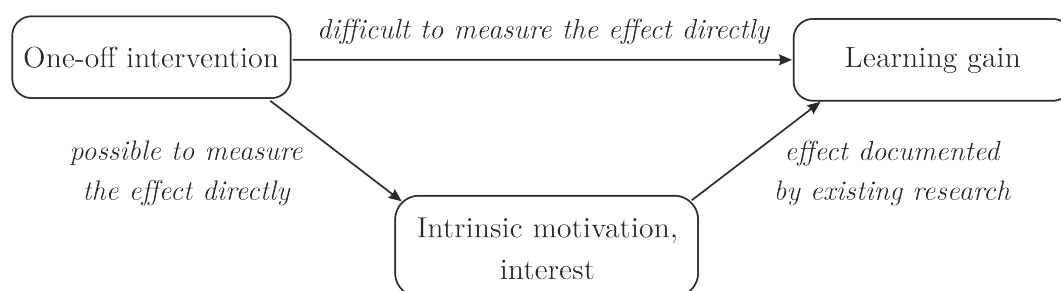 difficult to measure the effect directly
One-off intervention
Learning gain
possible to measure
the effect directly
effect documented
by existing research
Intrinsic motivation,
interest